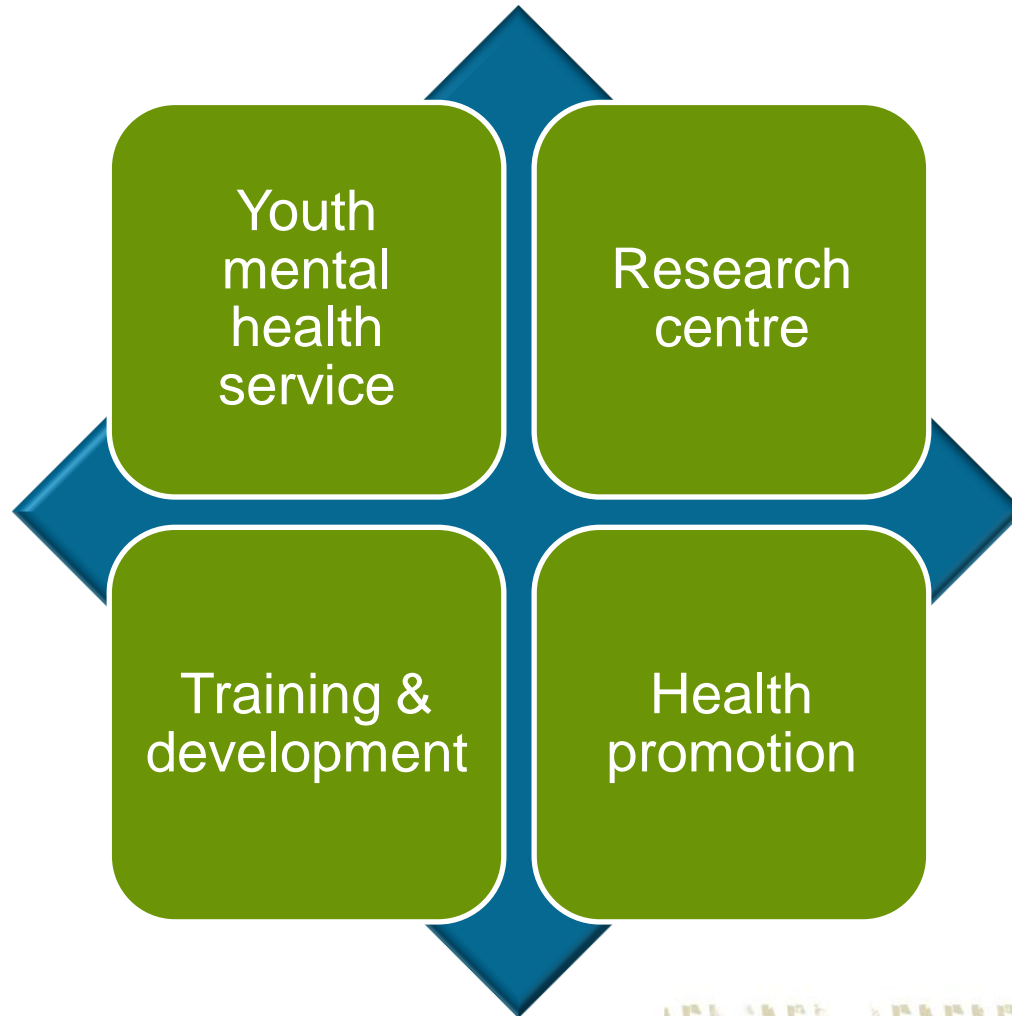 Youth
mental
health
service
Research
centre
Training &
development
Health
promotion